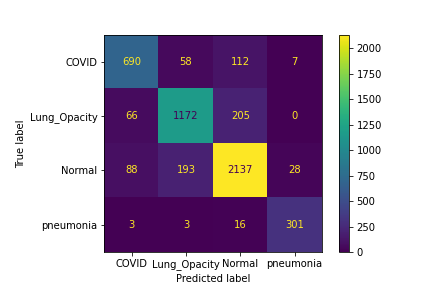 COVID 690 58 112 7
Lung_Opacity 66 1172 205 0
Normal 88 193 2137 28
pneumonia 3 3 16 301
COVID Lung_Opacity Normal pneumonia
Predicted label
True label
2000
1750
1500
1250
1000
750
500
250
0